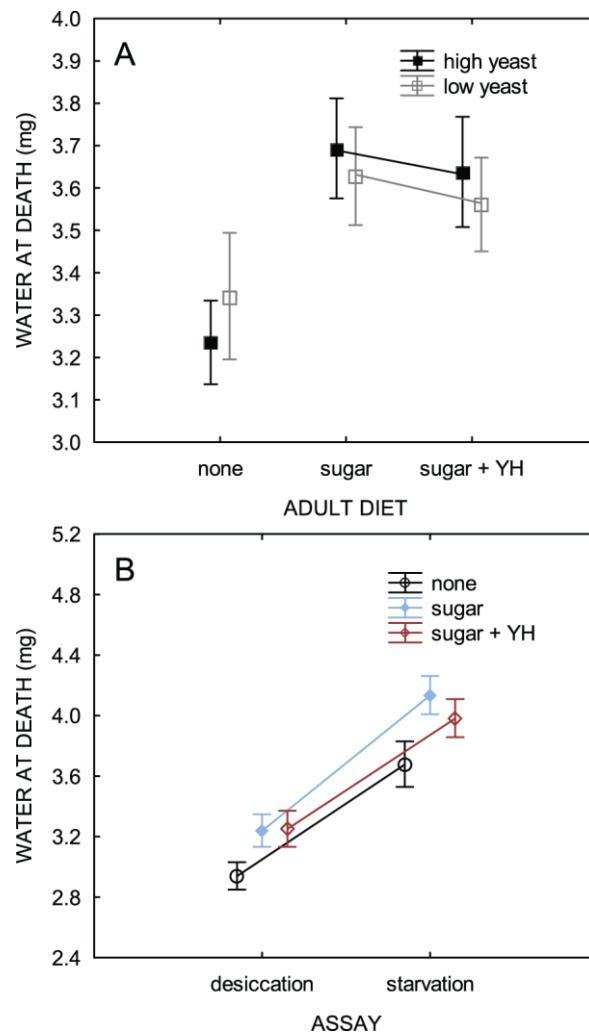 4.0
3.9
3.8
3.7
3.6
3.5
3.4
3.3
3.2
3.1
3.0
WATER AT DEATH (mg)
A
high yeast
low yeast
none sugar sugar + YH
ADULT DIET
5.2
4.8
4.4
4.0
3.6
3.2
2.8
2.4
WATER AT DEATH (mg)
B
none
sugar
sugar + YH
desiccation starvation
ASSAY